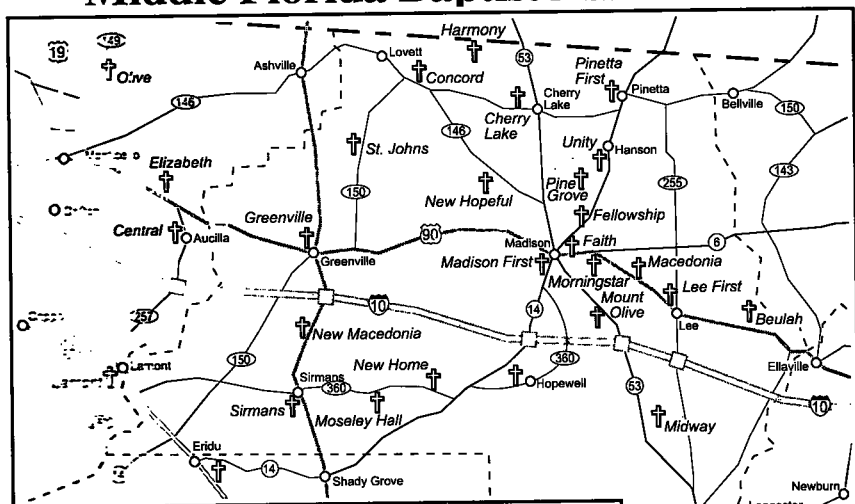 Harmony
19
149
Olive
Ashville
Lovett
Concord
53
Pinetta
First
Pinetta
Cherry
Lake
Cherry
Lake
Bellville
146
150
146
St. Johns
Unity
Hanson
143
Elizabeth
150
New Hopeful
Pine
Grove
255
Central
Aucilla
Greenville
Greenville
90
Fellowship
Madison
Faith
6
Madison First
Morningstar
Macedonia
Lee First
Mount
Olive
Lee
Beulah
257
10
14
New Macedonia
150
New Home
360
Ellaville
Lamont
Sirmans
360
Hopewell
53
10
Sirmans
Moseley Hall
Midway
Eridu
14
Shady Grove
Newburn